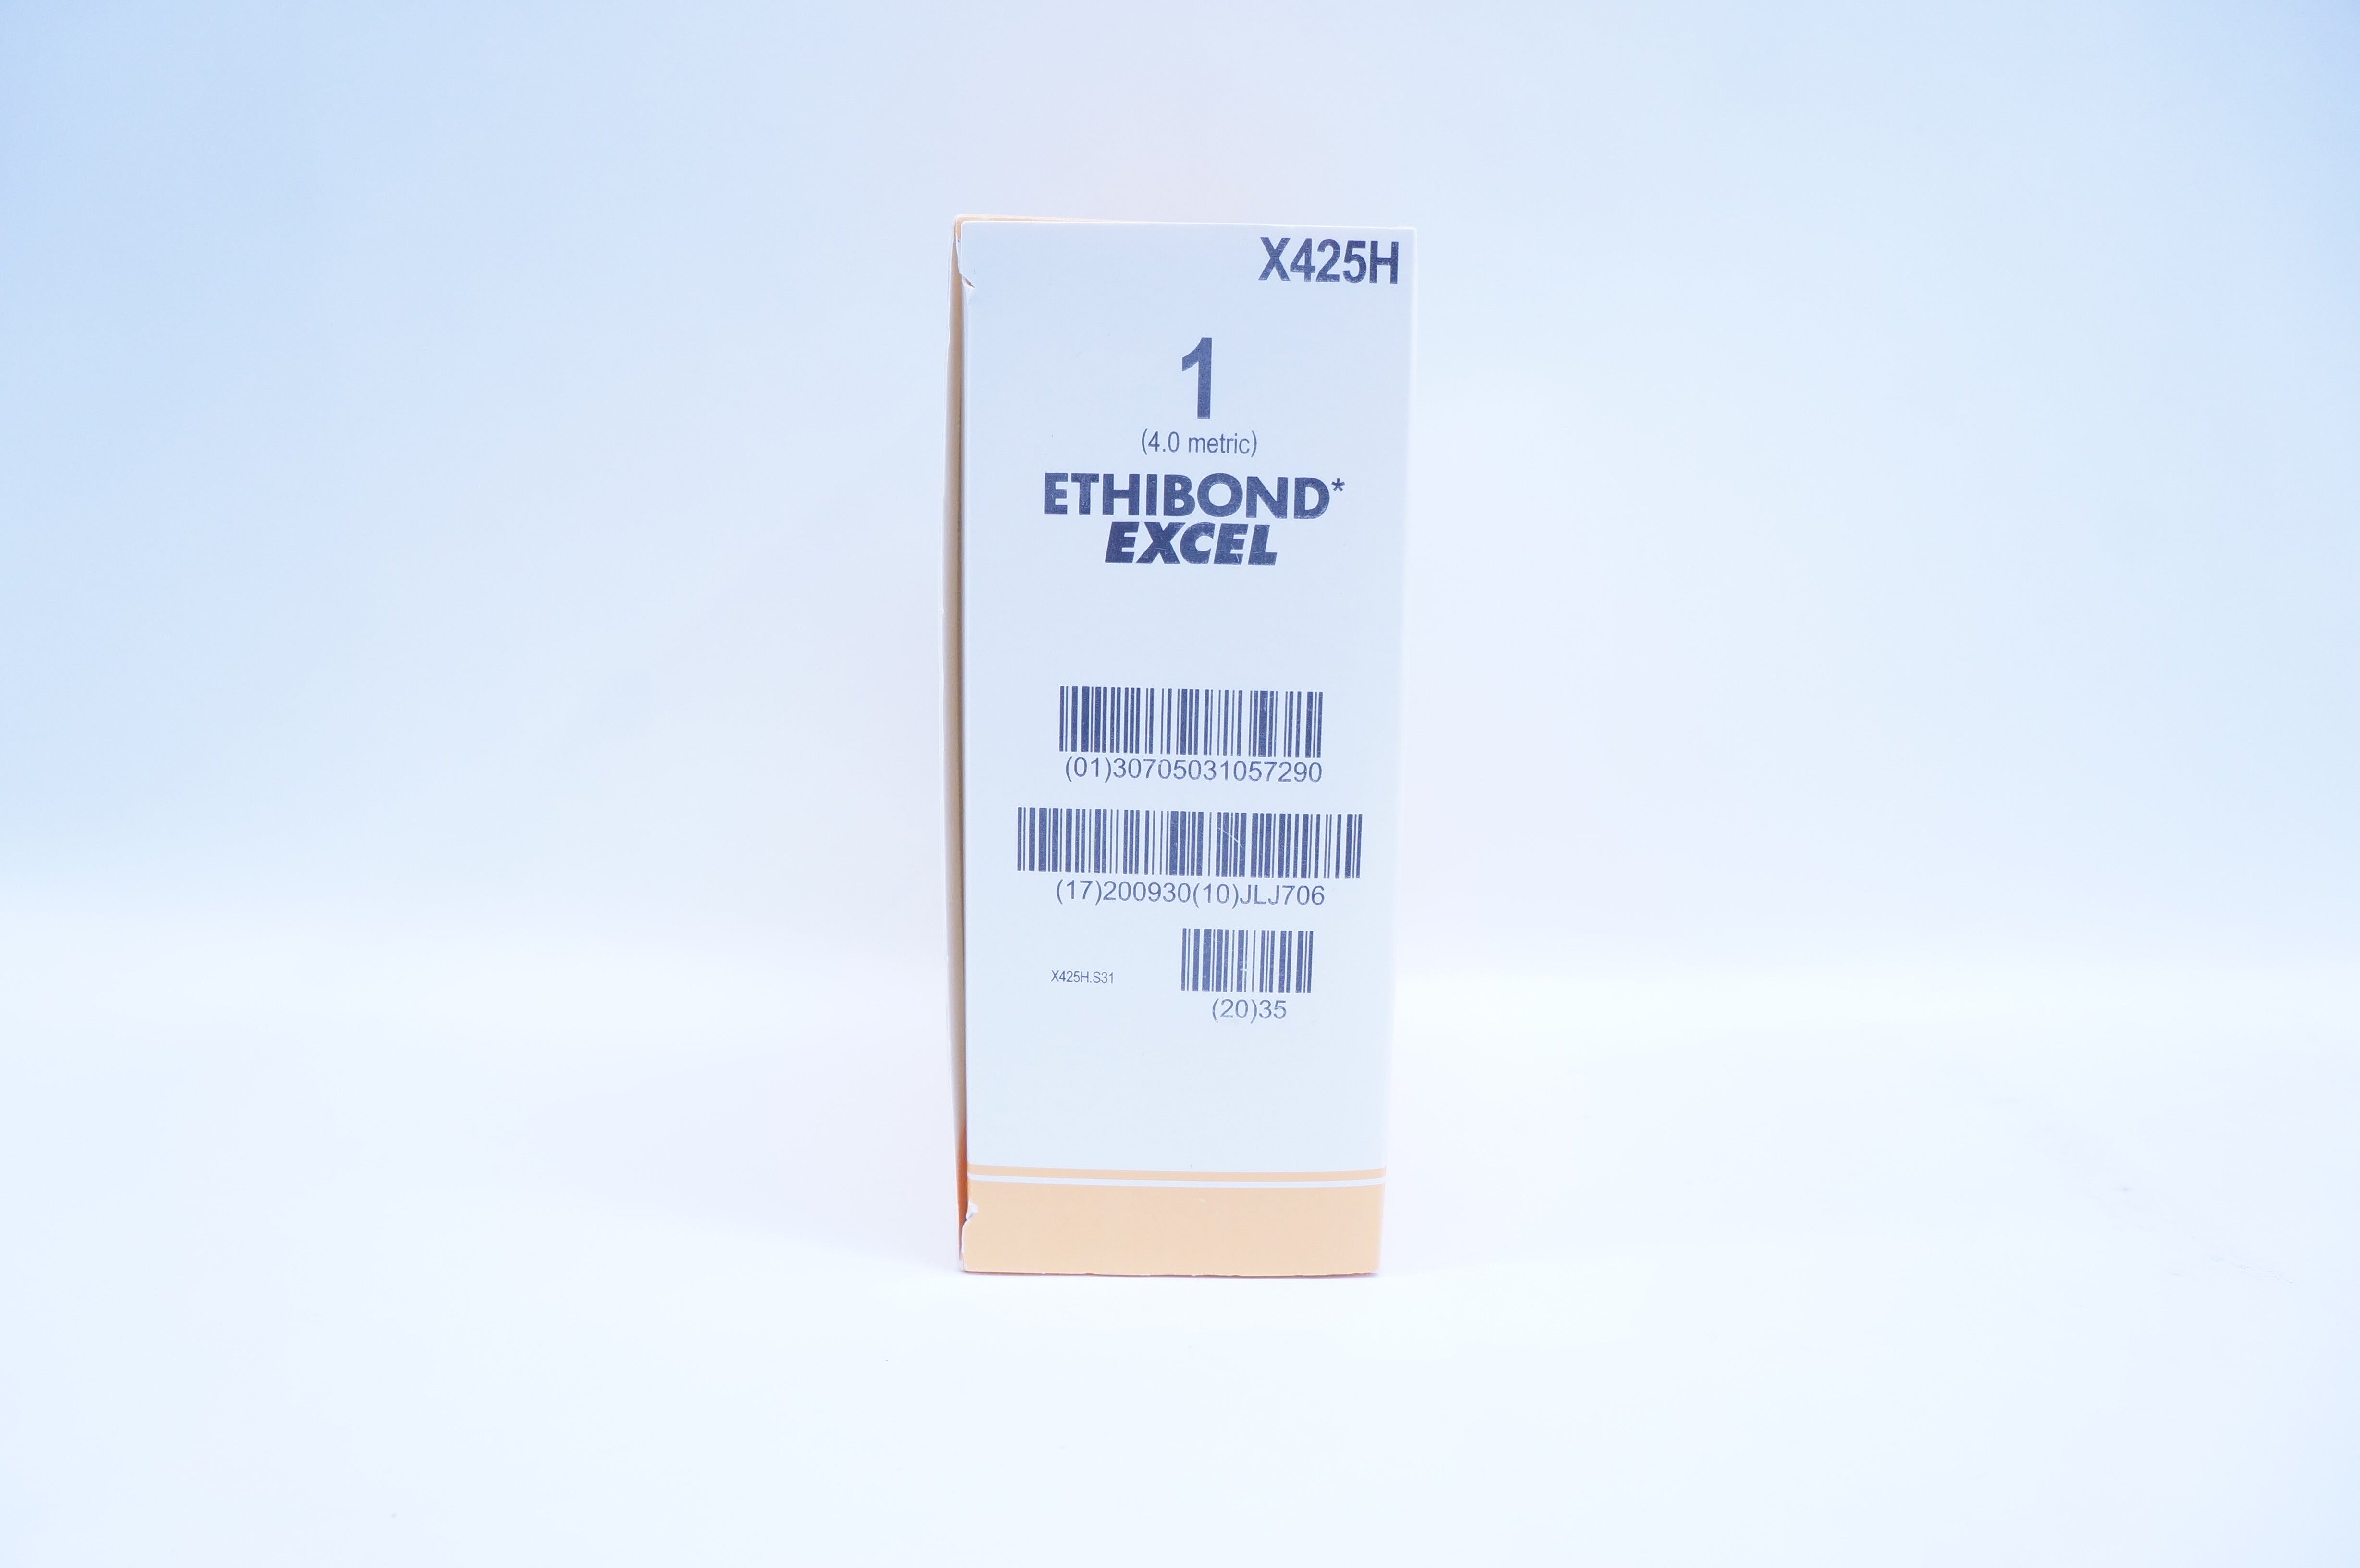 X425H
1
(4.0 metric)
ETHIBOND*
EXCEL
(01)30705031057290
(17)200930(10)JLJ706
X425H.S31
(20)35